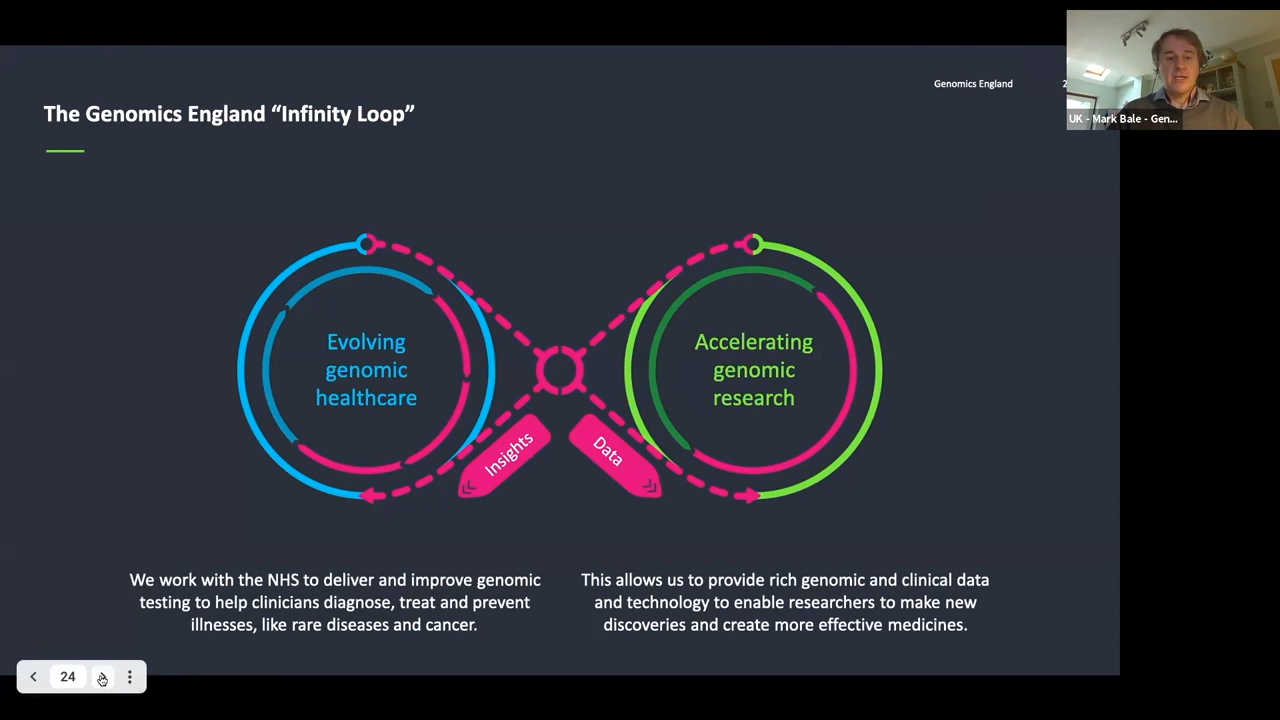 Genomics England
The Genomics England “Infinity Loop”
UK - Mark Bale - Gen...
Evolving
genomic
healthcare
Accelerating
genomic
research
Insights
Data
We work with the NHS to deliver and improve genomic
testing to help clinicians diagnose, treat and prevent
illnesses, like rare diseases and cancer.
This allows us to provide rich genomic and clinical data
and technology to enable researchers to make new
discoveries and create more effective medicines.
24